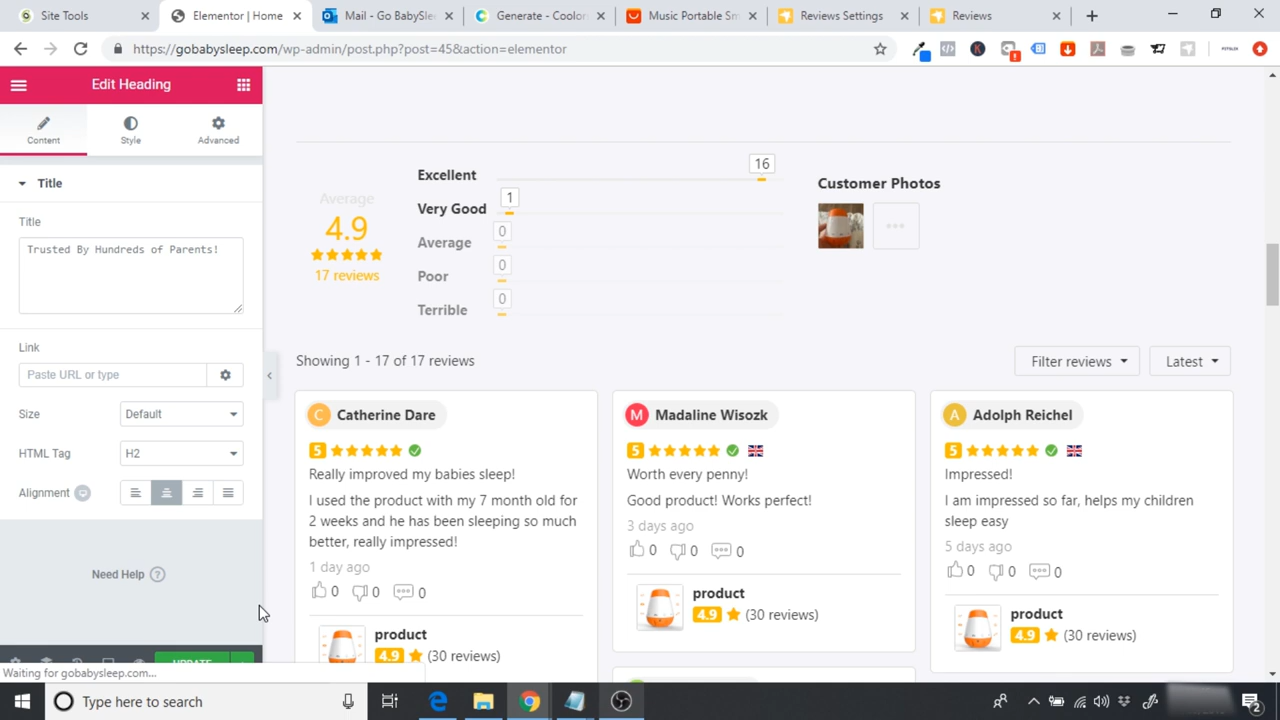 Site Tools
Elementor | Home
Mail - Go BabySle
Generate - Coolor
Music Portable Sm
Reviews Settings
Reviews
https://gobabysleep.com/wp-admin/post.php?post=45&action=elementor
Edit Heading
Content
Style
Advanced
Title
Title
Trusted By Hundreds of Parents!
Link
Paste URL or type
Size
Default
HTML Tag
H2
Alignment
Need Help ?
UPDATE
Waiting for gobabysleep.com...
Average
4.9
17 reviews
Excellent
16
Very Good
1
Average
0
Poor
0
Terrible
0
Customer Photos
...
Showing 1 - 17 of 17 reviews
Filter reviews
Latest
C Catherine Dare
5
Really improved my babies sleep!
I used the product with my 7 month old for
2 weeks and he has been sleeping so much
better, really impressed!
1 day ago
0 0 0
product
4.9 (30 reviews)
M Madaline Wisozk
5
Worth every penny!
Good product! Works perfect!
3 days ago
0 0 0
product
4.9 (30 reviews)
A Adolph Reichel
5
Impressed!
I am impressed so far, helps my children
sleep easy
5 days ago
0 0 0
product
4.9 (30 reviews)
Type here to search
2